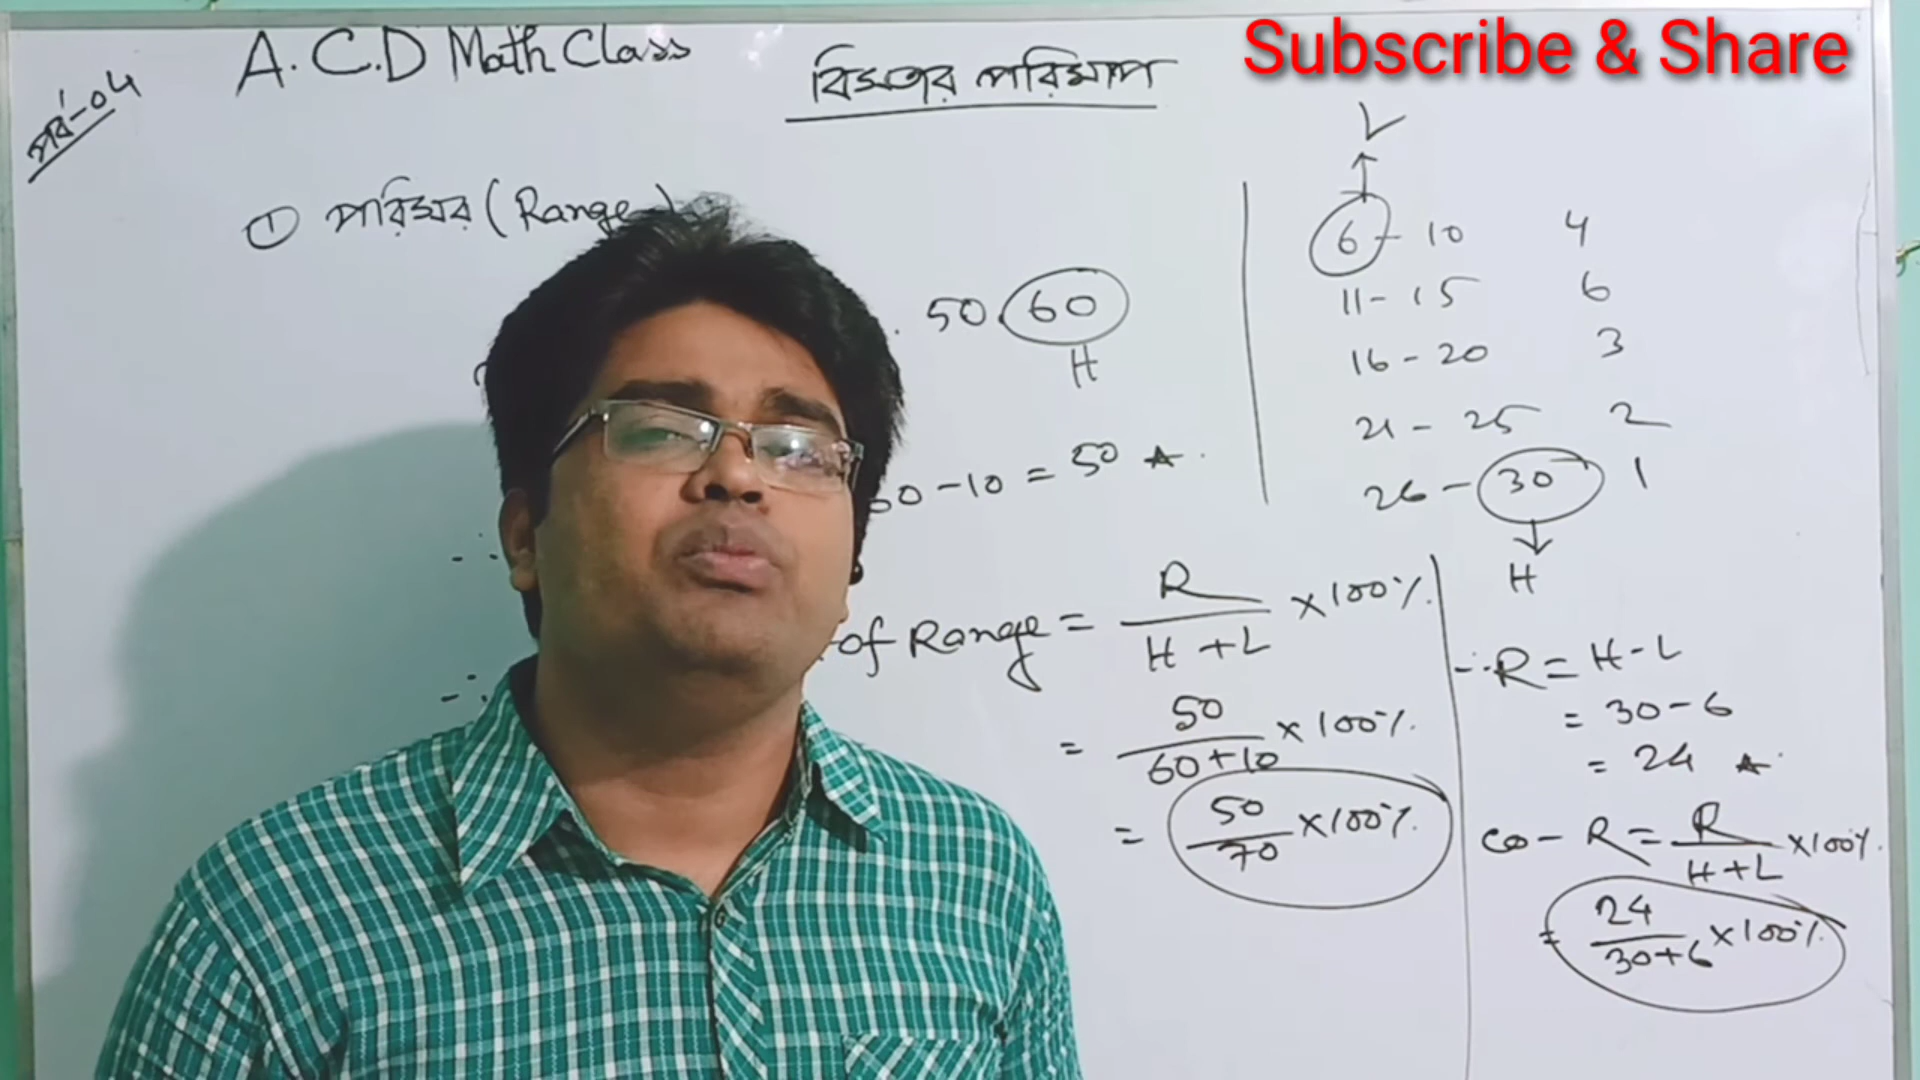 Subscribe & Share
A.C.D Math Class
পর্ব-০৪
বিস্তার পরিমাপ
① পরিসর (Range)
50, 60
H
60-10 = 50
of Range = R / H+L ×100%
= 50 / 60+10 ×100%
= 50 / 70 ×100%
L
6 - 10 4
11 - 15 6
16 - 20 3
21 - 25 2
26 - 30 1
H
∴ R = H-L
= 30-6
= 24
co-R = R / H+L ×100%
= 24 / 30+6 ×100%